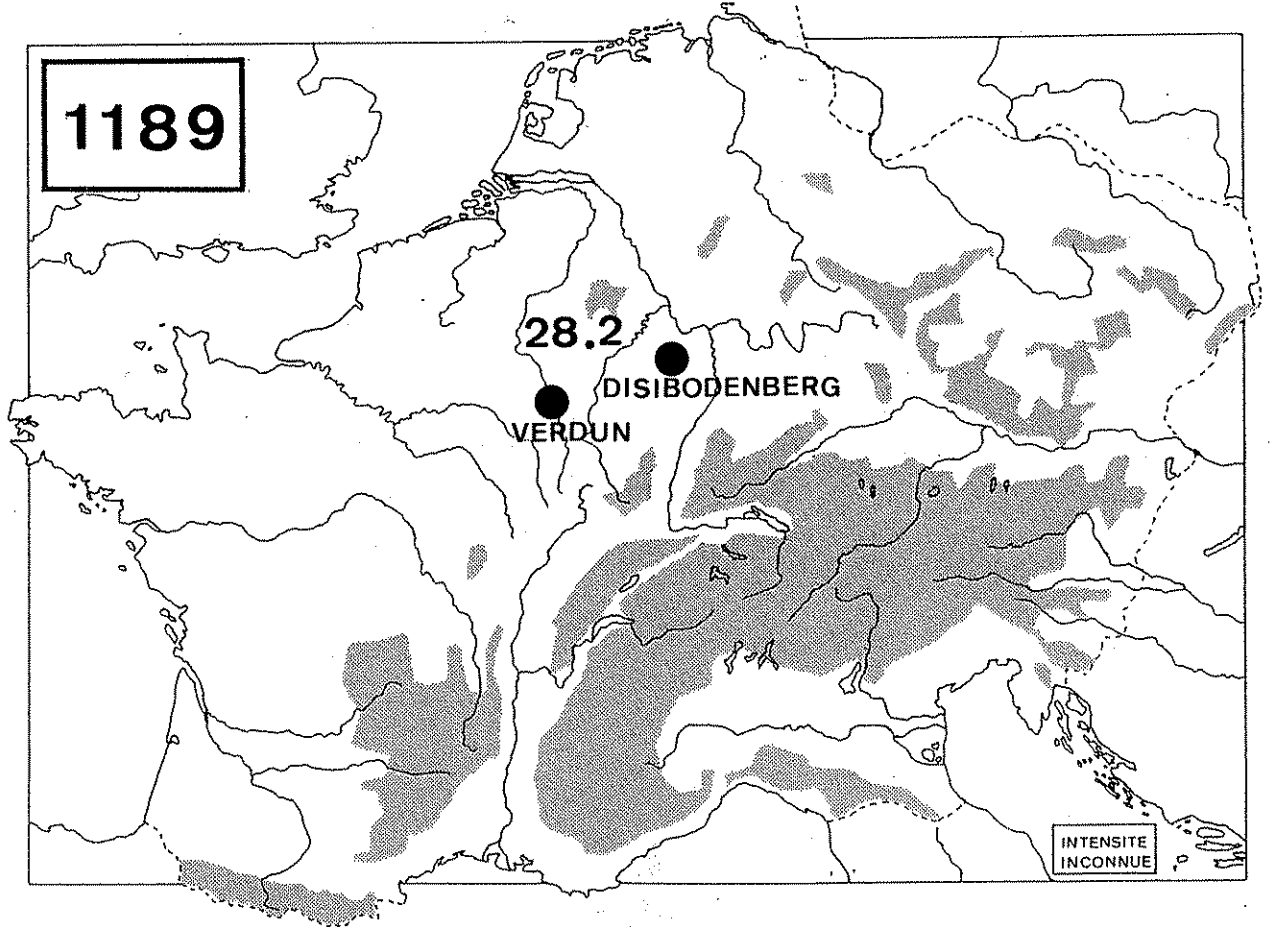 1189
28.2
DISIBODENBERG
VERDUN
INTENSITE
INCONNUE